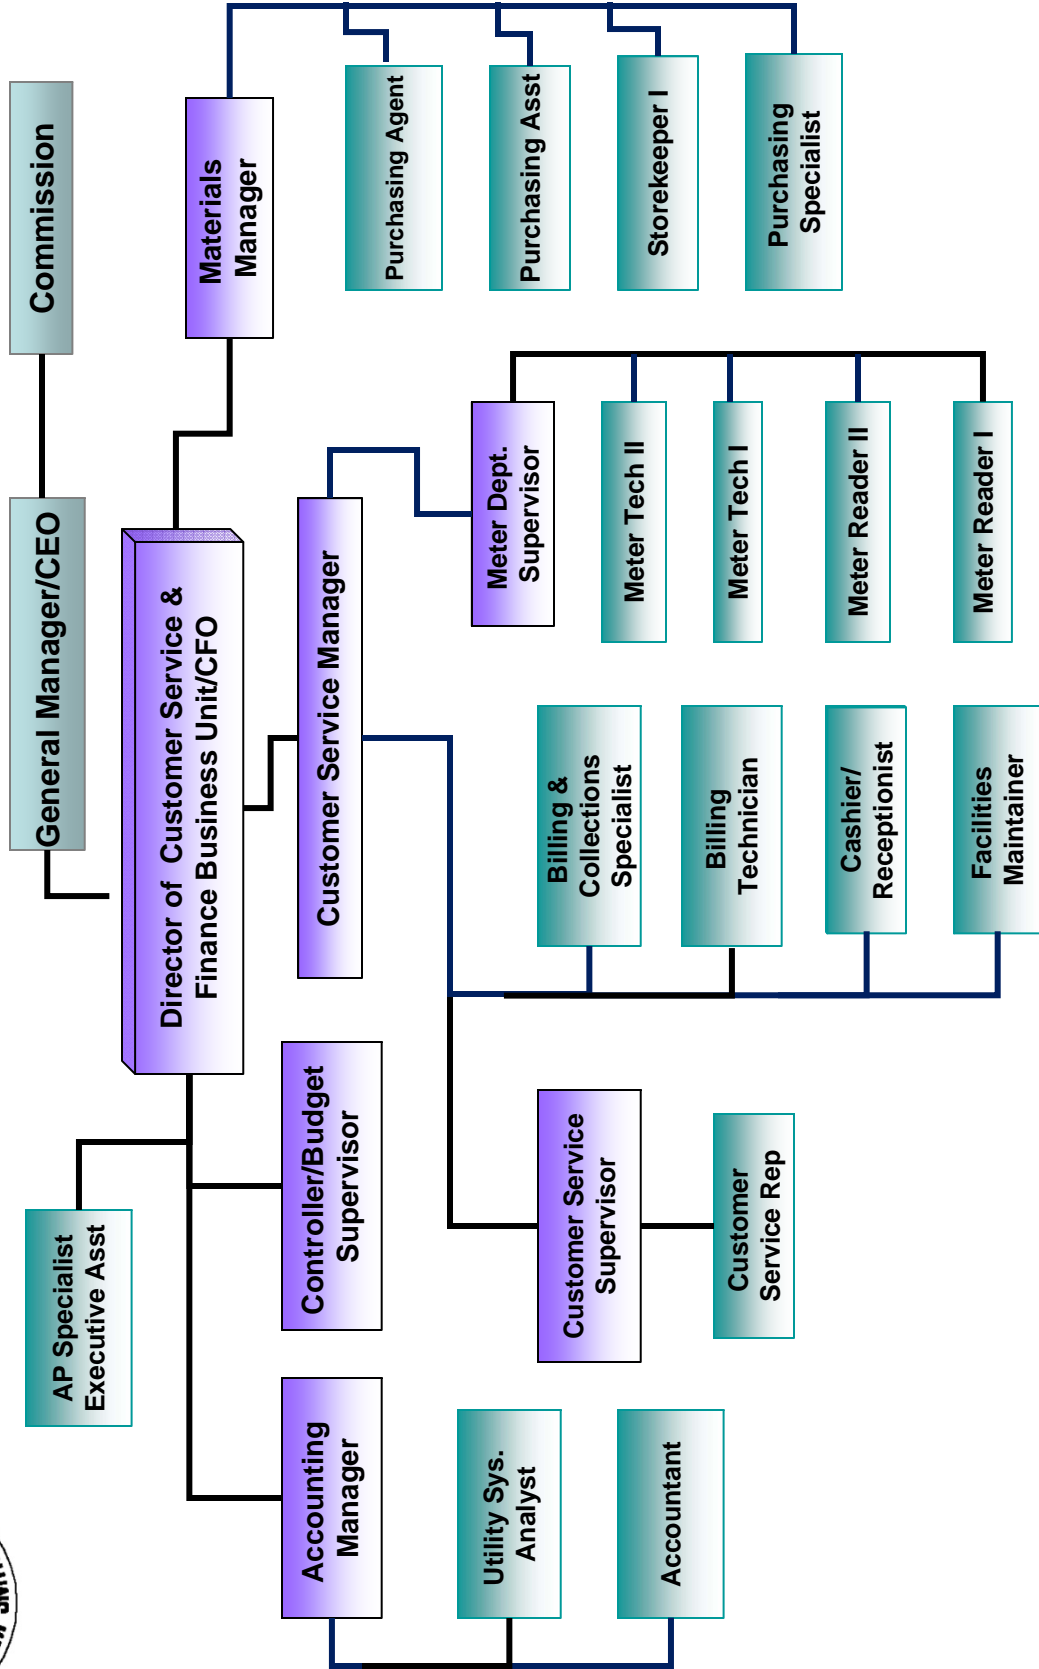 Commission
General Manager/CEO
Director of Customer Service &
Finance Business Unit/CFO
AP Specialist
Executive Asst
Accounting
Manager
Controller/Budget
Supervisor
Customer Service Manager
Materials
Manager
Utility Sys.
Analyst
Accountant
Customer Service
Supervisor
Customer
Service Rep
Billing &
Collections
Specialist
Billing
Technician
Cashier/
Receptionist
Facilities
Maintainer
Meter Dept.
Supervisor
Meter Tech II
Meter Tech I
Meter Reader II
Meter Reader I
Purchasing Agent
Purchasing Asst
Storekeeper I
Purchasing
Specialist